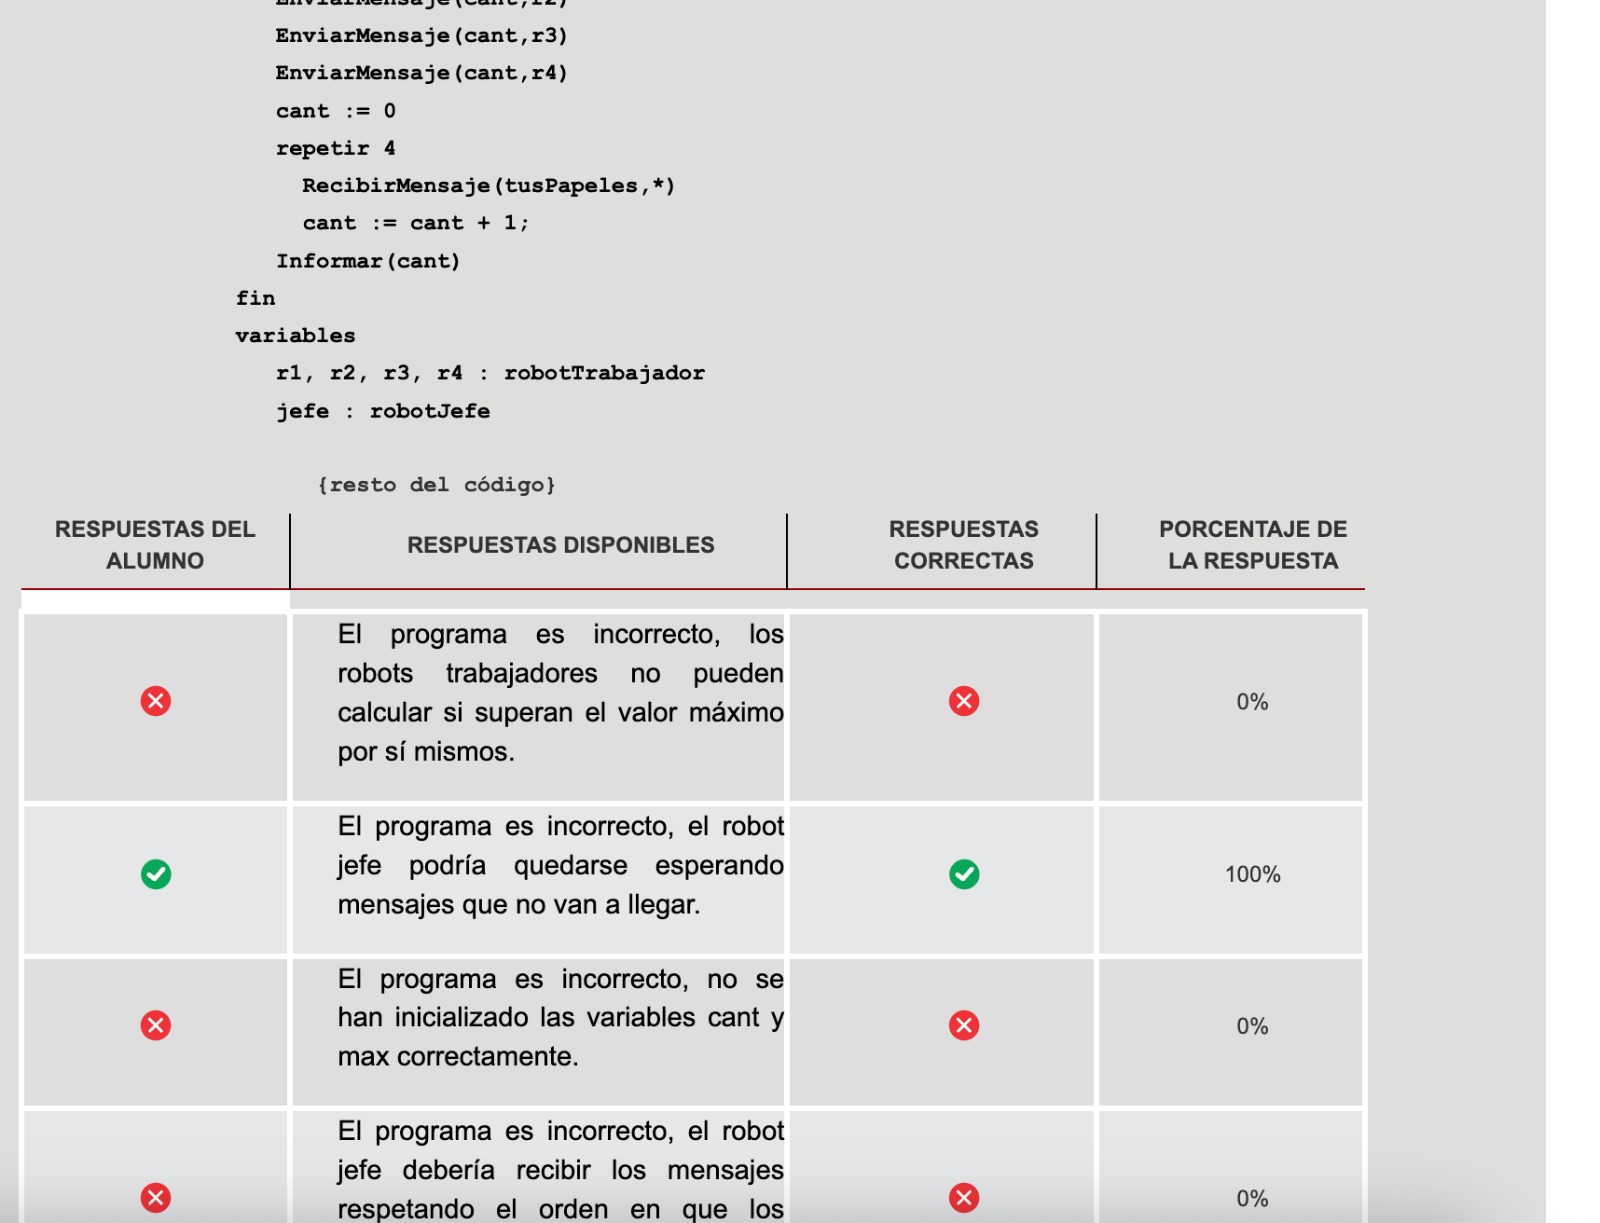 EnviarMensaje(cant,r2)
EnviarMensaje(cant,r3)
EnviarMensaje(cant,r4)
cant := 0
repetir 4
RecibirMensaje(tusPapeles,*)
cant := cant + 1;
Informar(cant)
fin
variables
r1, r2, r3, r4 : robotTrabajador
jefe : robotJefe
{resto del código}
RESPUESTAS DEL
ALUMNO
RESPUESTAS DISPONIBLES
RESPUESTAS
CORRECTAS
PORCENTAJE DE
LA RESPUESTA
El programa es incorrecto, los
robots trabajadores no pueden
calcular si superan el valor máximo
por sí mismos.
0%
El programa es incorrecto, el robot
jefe podría quedarse esperando
mensajes que no van a llegar.
100%
El programa es incorrecto, no se
han inicializado las variables cant y
max correctamente.
0%
El programa es incorrecto, el robot
jefe debería recibir los mensajes
respetando el orden en que los
0%